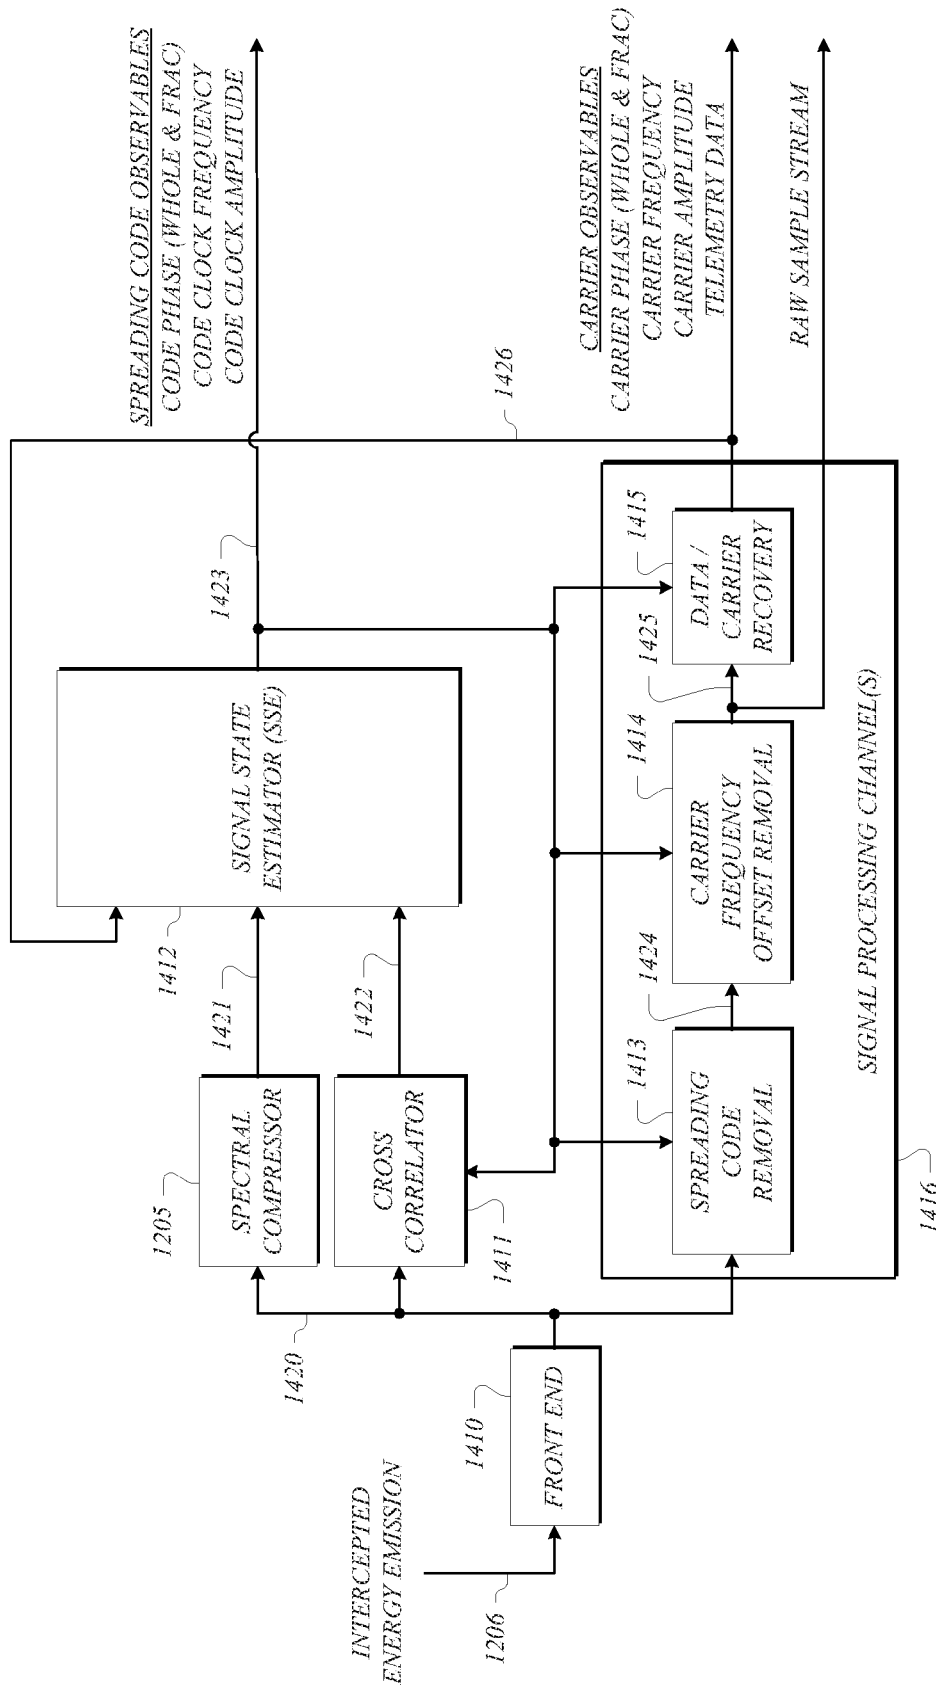 INTERCEPTED
ENERGY EMISSION
1206
1410
FRONT END
1420
1205
SPECTRAL
COMPRESSOR
1421
CROSS
CORRELATOR
1411
1422
1412
SIGNAL STATE
ESTIMATOR (SSE)
1423
SPREADING CODE OBSERVABLES
CODE PHASE (WHOLE & FRAC)
CODE CLOCK FREQUENCY
CODE CLOCK AMPLITUDE
1426
1413
SPREADING
CODE
REMOVAL
1424
1414
CARRIER
FREQUENCY
OFFSET REMOVAL
1425
1415
DATA /
CARRIER
RECOVERY
SIGNAL PROCESSING CHANNEL(S)
1416
CARRIER OBSERVABLES
CARRIER PHASE (WHOLE & FRAC)
CARRIER FREQUENCY
CARRIER AMPLITUDE
TELEMETRY DATA
RAW SAMPLE STREAM